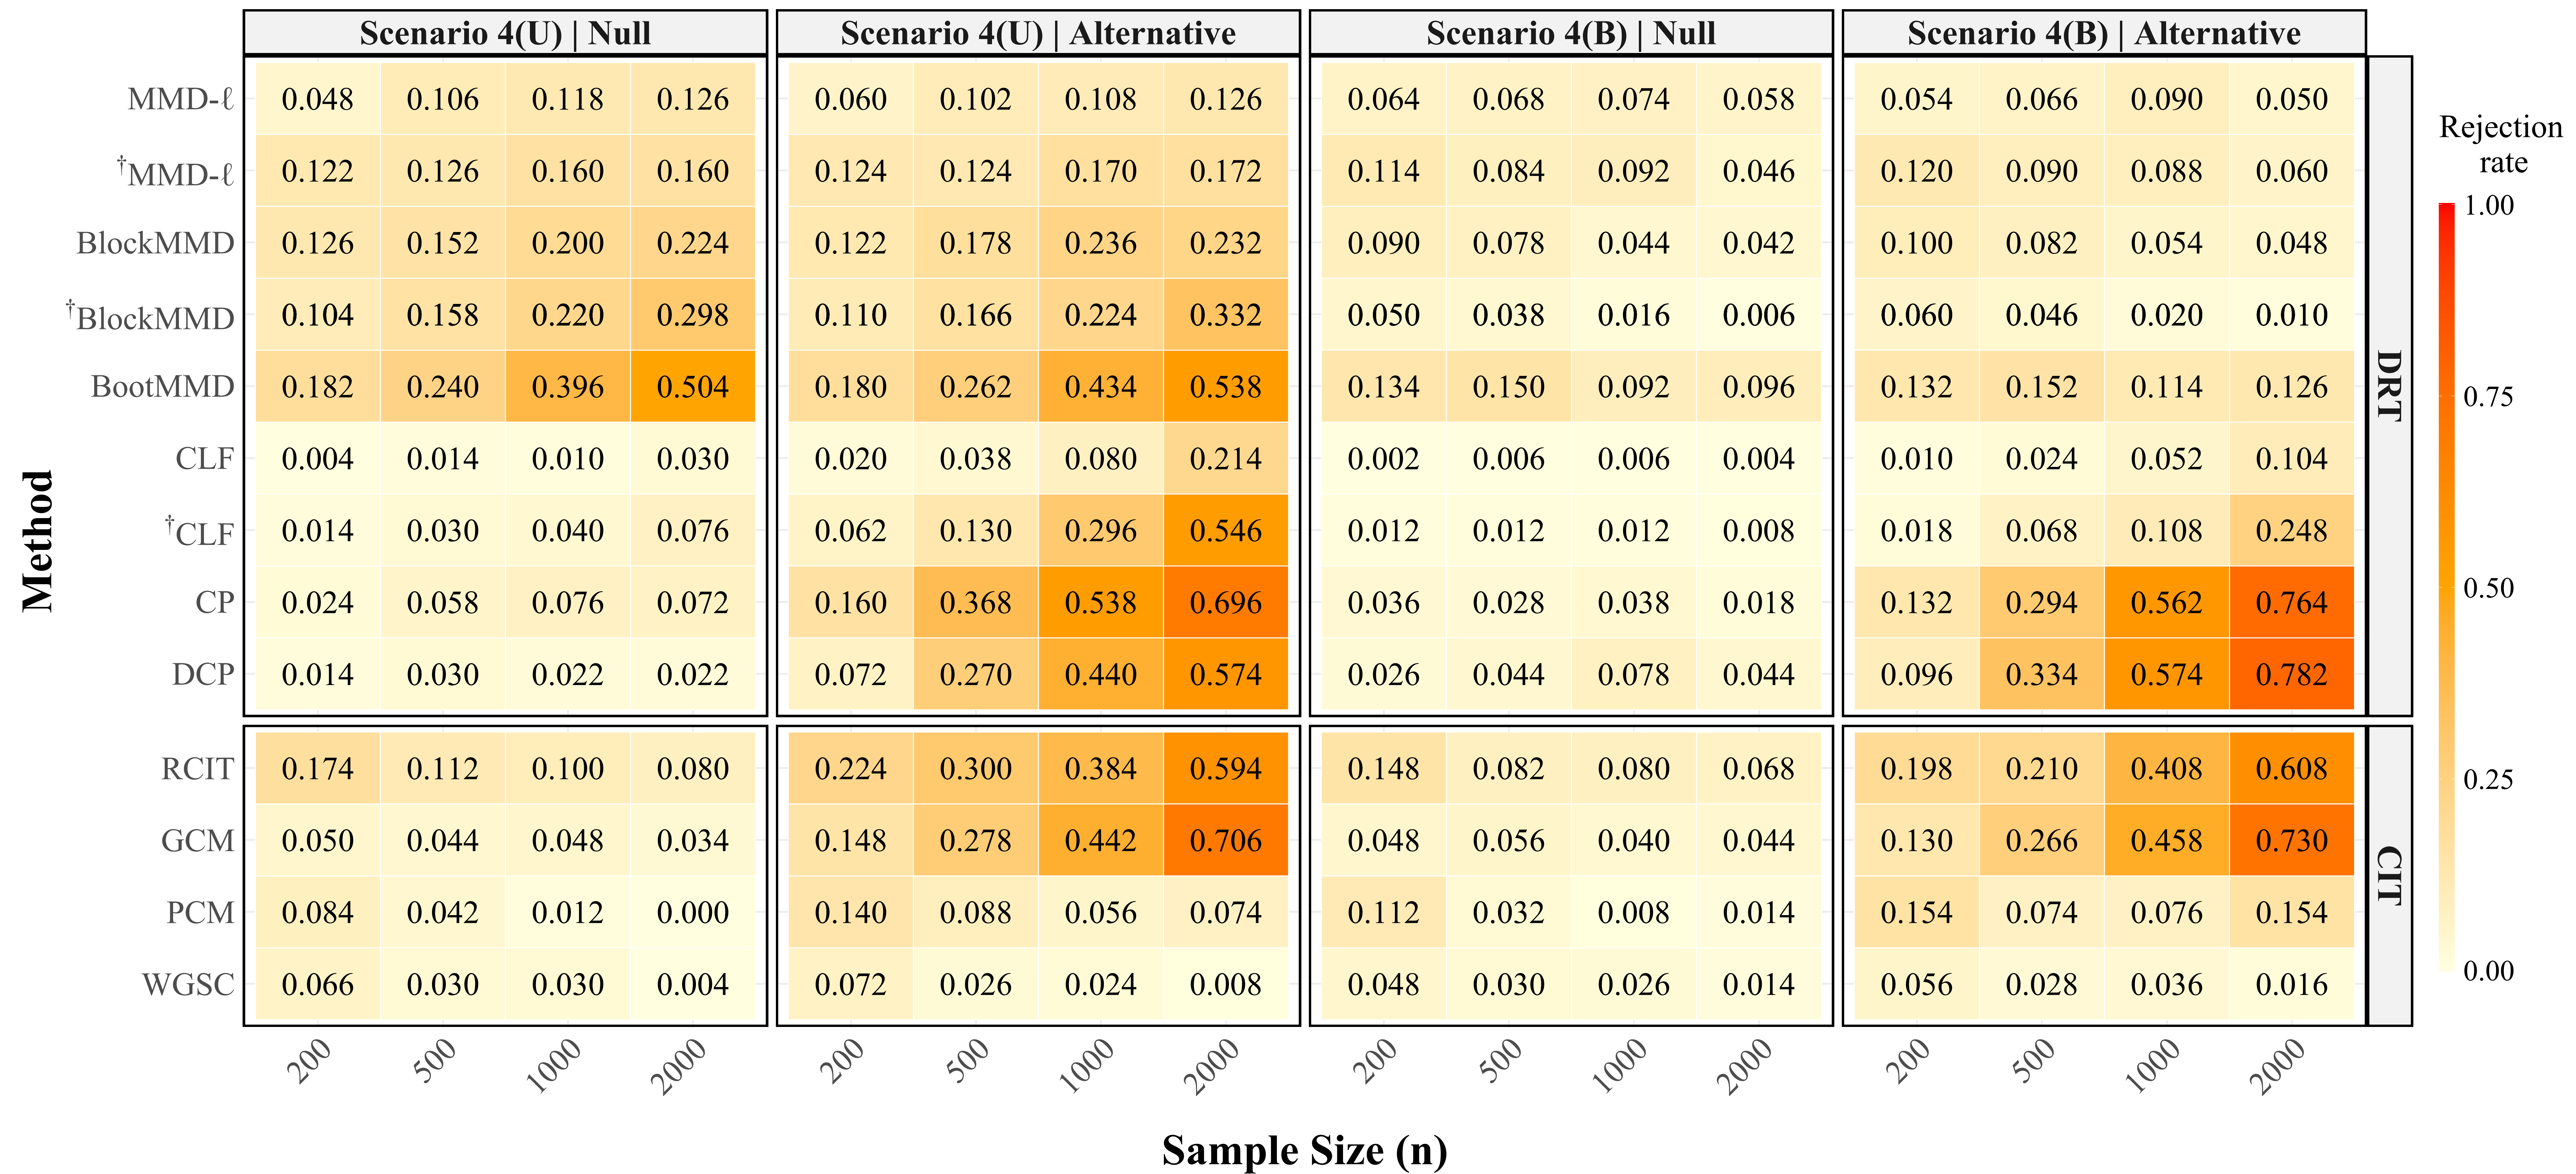 Scenario 4(U) | Null Scenario 4(U) | Alternative Scenario 4(B) | Null Scenario 4(B) | Alternative
MMD-ℓ 0.048 0.106 0.118 0.126 0.060 0.102 0.108 0.126 0.064 0.068 0.074 0.058 0.054 0.066 0.090 0.050
†MMD-ℓ 0.122 0.126 0.160 0.160 0.124 0.124 0.170 0.172 0.114 0.084 0.092 0.046 0.120 0.090 0.088 0.060
BlockMMD 0.126 0.152 0.200 0.224 0.122 0.178 0.236 0.232 0.090 0.078 0.044 0.042 0.100 0.082 0.054 0.048
†BlockMMD 0.104 0.158 0.220 0.298 0.110 0.166 0.224 0.332 0.050 0.038 0.016 0.006 0.060 0.046 0.020 0.010
BootMMD 0.182 0.240 0.396 0.504 0.180 0.262 0.434 0.538 0.134 0.150 0.092 0.096 0.132 0.152 0.114 0.126
CLF 0.004 0.014 0.010 0.030 0.020 0.038 0.080 0.214 0.002 0.006 0.006 0.004 0.010 0.024 0.052 0.104
†CLF 0.014 0.030 0.040 0.076 0.062 0.130 0.296 0.546 0.012 0.012 0.012 0.008 0.018 0.068 0.108 0.248
CP 0.024 0.058 0.076 0.072 0.160 0.368 0.538 0.696 0.036 0.028 0.038 0.018 0.132 0.294 0.562 0.764
DCP 0.014 0.030 0.022 0.022 0.072 0.270 0.440 0.574 0.026 0.044 0.078 0.044 0.096 0.334 0.574 0.782
DRT
RCIT 0.174 0.112 0.100 0.080 0.224 0.300 0.384 0.594 0.148 0.082 0.080 0.068 0.198 0.210 0.408 0.608
GCM 0.050 0.044 0.048 0.034 0.148 0.278 0.442 0.706 0.048 0.056 0.040 0.044 0.130 0.266 0.458 0.730
PCM 0.084 0.042 0.012 0.000 0.140 0.088 0.056 0.074 0.112 0.032 0.008 0.014 0.154 0.074 0.076 0.154
WGSC 0.066 0.030 0.030 0.004 0.072 0.026 0.024 0.008 0.048 0.030 0.026 0.014 0.056 0.028 0.036 0.016
CIT
200 500 1000 2000 200 500 1000 2000 200 500 1000 2000 200 500 1000 2000
Sample Size (n)
Method
Rejection
rate
1.00
0.75
0.50
0.25
0.00